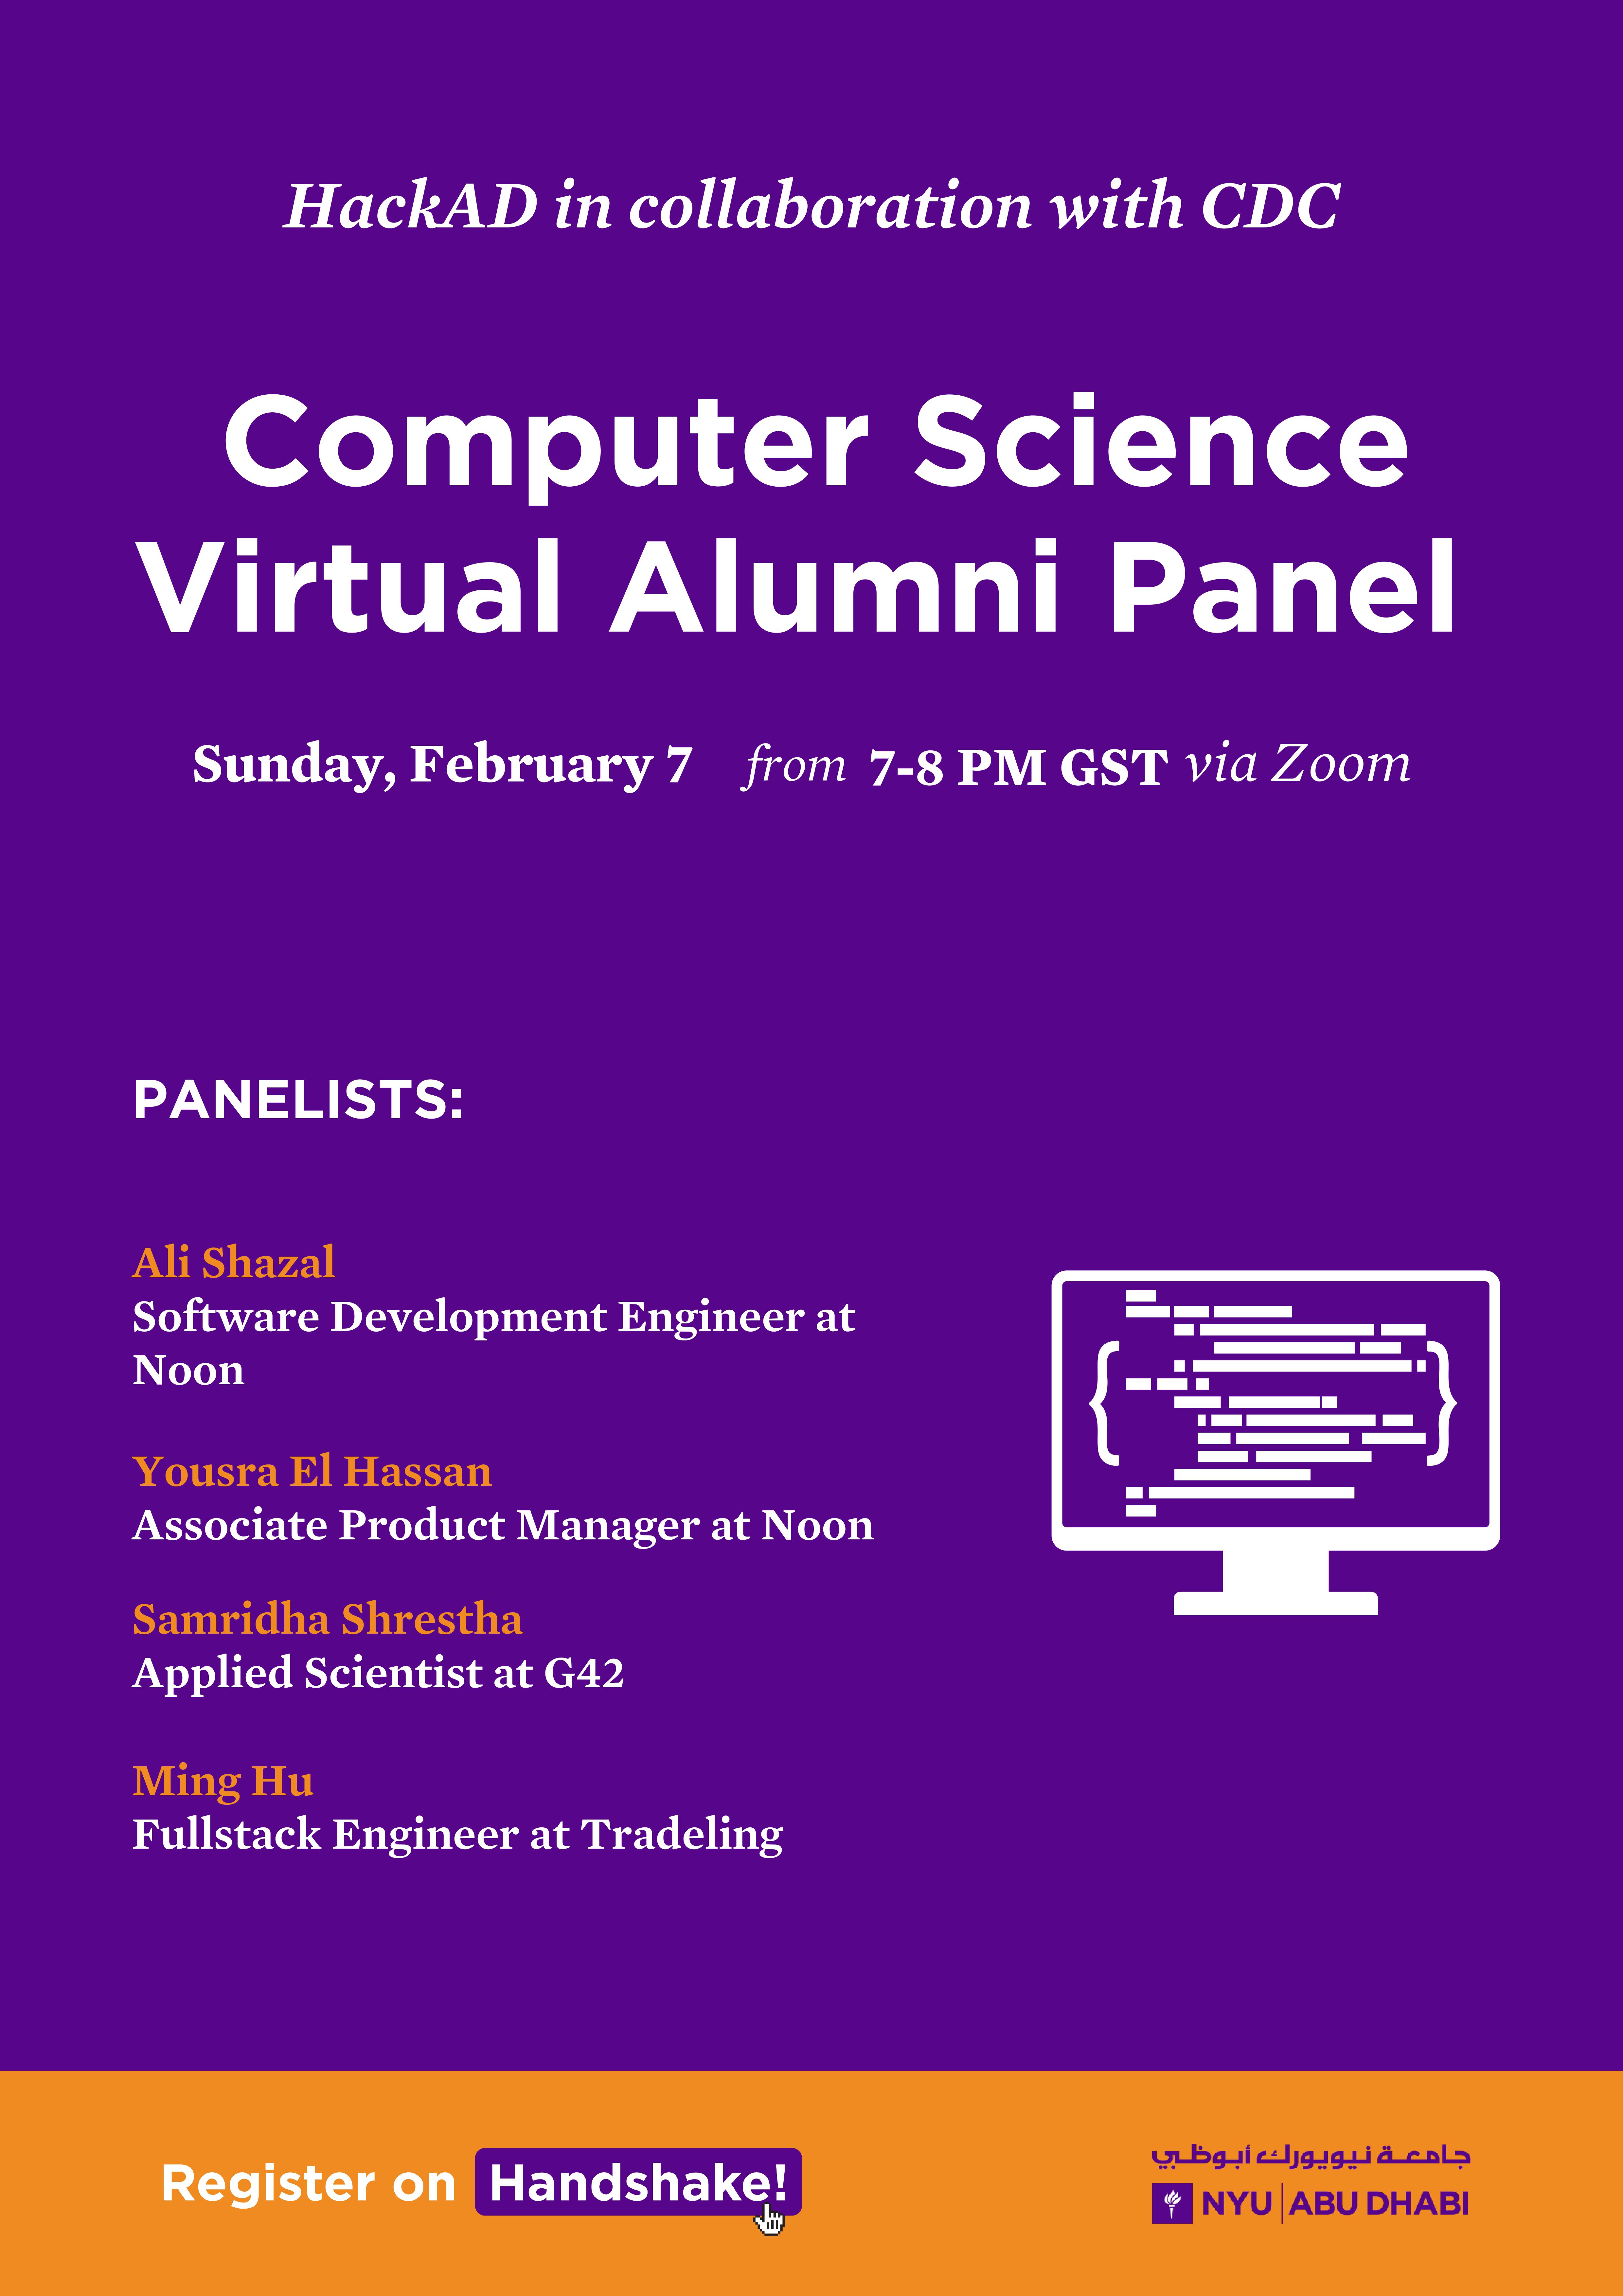 HackAD in collaboration with CDC
Computer Science
Virtual Alumni Panel
Sunday, February 7 from 7-8 PM GST via Zoom
PANELISTS:
Ali Shazal
Software Development Engineer at
Noon
Yousra El Hassan
Associate Product Manager at Noon
Samridha Shrestha
Applied Scientist at G42
Ming Hu
Fullstack Engineer at Tradeling
Register on Handshake!
جامعة نيويورك أبوظبي
NYU ABU DHABI